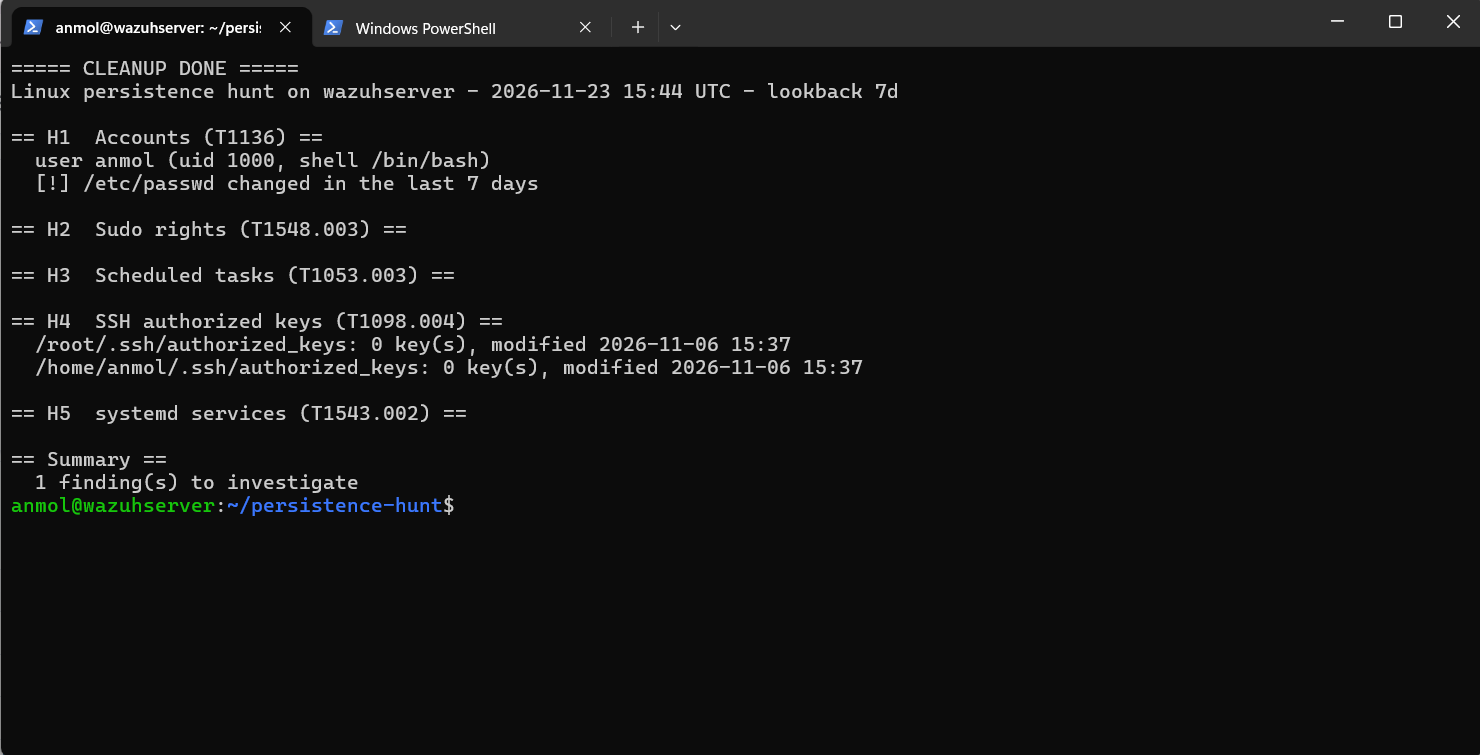 anmol@wazuhserver: ~/persi
Windows PowerShell
===== CLEANUP DONE =====
Linux persistence hunt on wazuhserver - 2026-11-23 15:44 UTC - lookback 7d
== H1  Accounts (T1136) ==
user anmol (uid 1000, shell /bin/bash)
[!] /etc/passwd changed in the last 7 days
== H2  Sudo rights (T1548.003) ==
== H3  Scheduled tasks (T1053.003) ==
== H4  SSH authorized keys (T1098.004) ==
/root/.ssh/authorized_keys: 0 key(s), modified 2026-11-06 15:37
/home/anmol/.ssh/authorized_keys: 0 key(s), modified 2026-11-06 15:37
== H5  systemd services (T1543.002) ==
== Summary ==
1 finding(s) to investigate
anmol@wazuhserver:~/persistence-hunt$